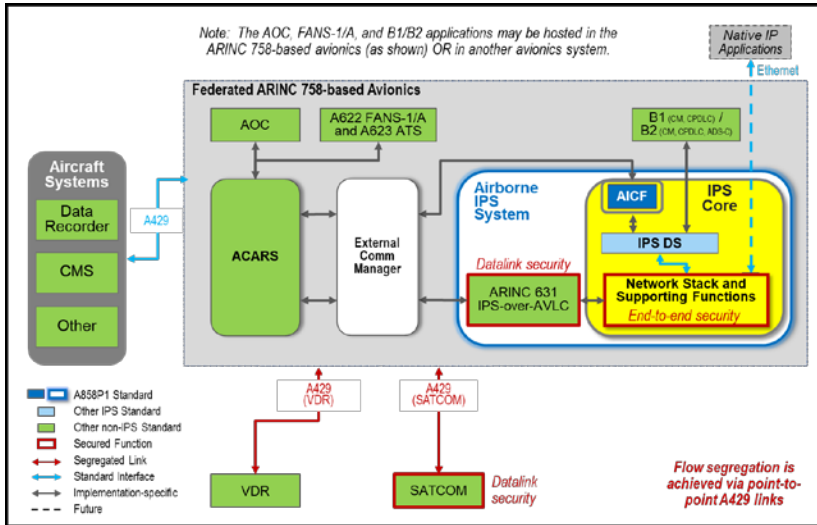 Note: The AOC, FANS-1/A, and B1/B2 applications may be hosted in the
ARINC 758-based avionics (as shown) OR in another avionics system.
Native IP
Applications
Ethernet
Federated ARINC 758-based Avionics
AOC
A622 FANS-1/A
and A623 ATS
B1 (CM, CPDLC) /
B2 (CM, CPDLC, ADS-C)
Aircraft
Systems
Data
Recorder
CMS
Other
A429
ACARS
External
Comm
Manager
Airborne
IPS
System
AICF
IPS
Core
IPS DS
Datalink security
ARINC 631
IPS-over-AVLC
Network Stack and
Supporting Functions
End-to-end security
A429
(VDR)
A429
(SATCOM)
A858P1 Standard
Other IPS Standard
Other non-IPS Standard
Secured Function
Segregated Link
Standard Interface
Implementation-specific
Future
VDR
SATCOM
Datalink
security
Flow segregation is
achieved via point-to-
point A429 links